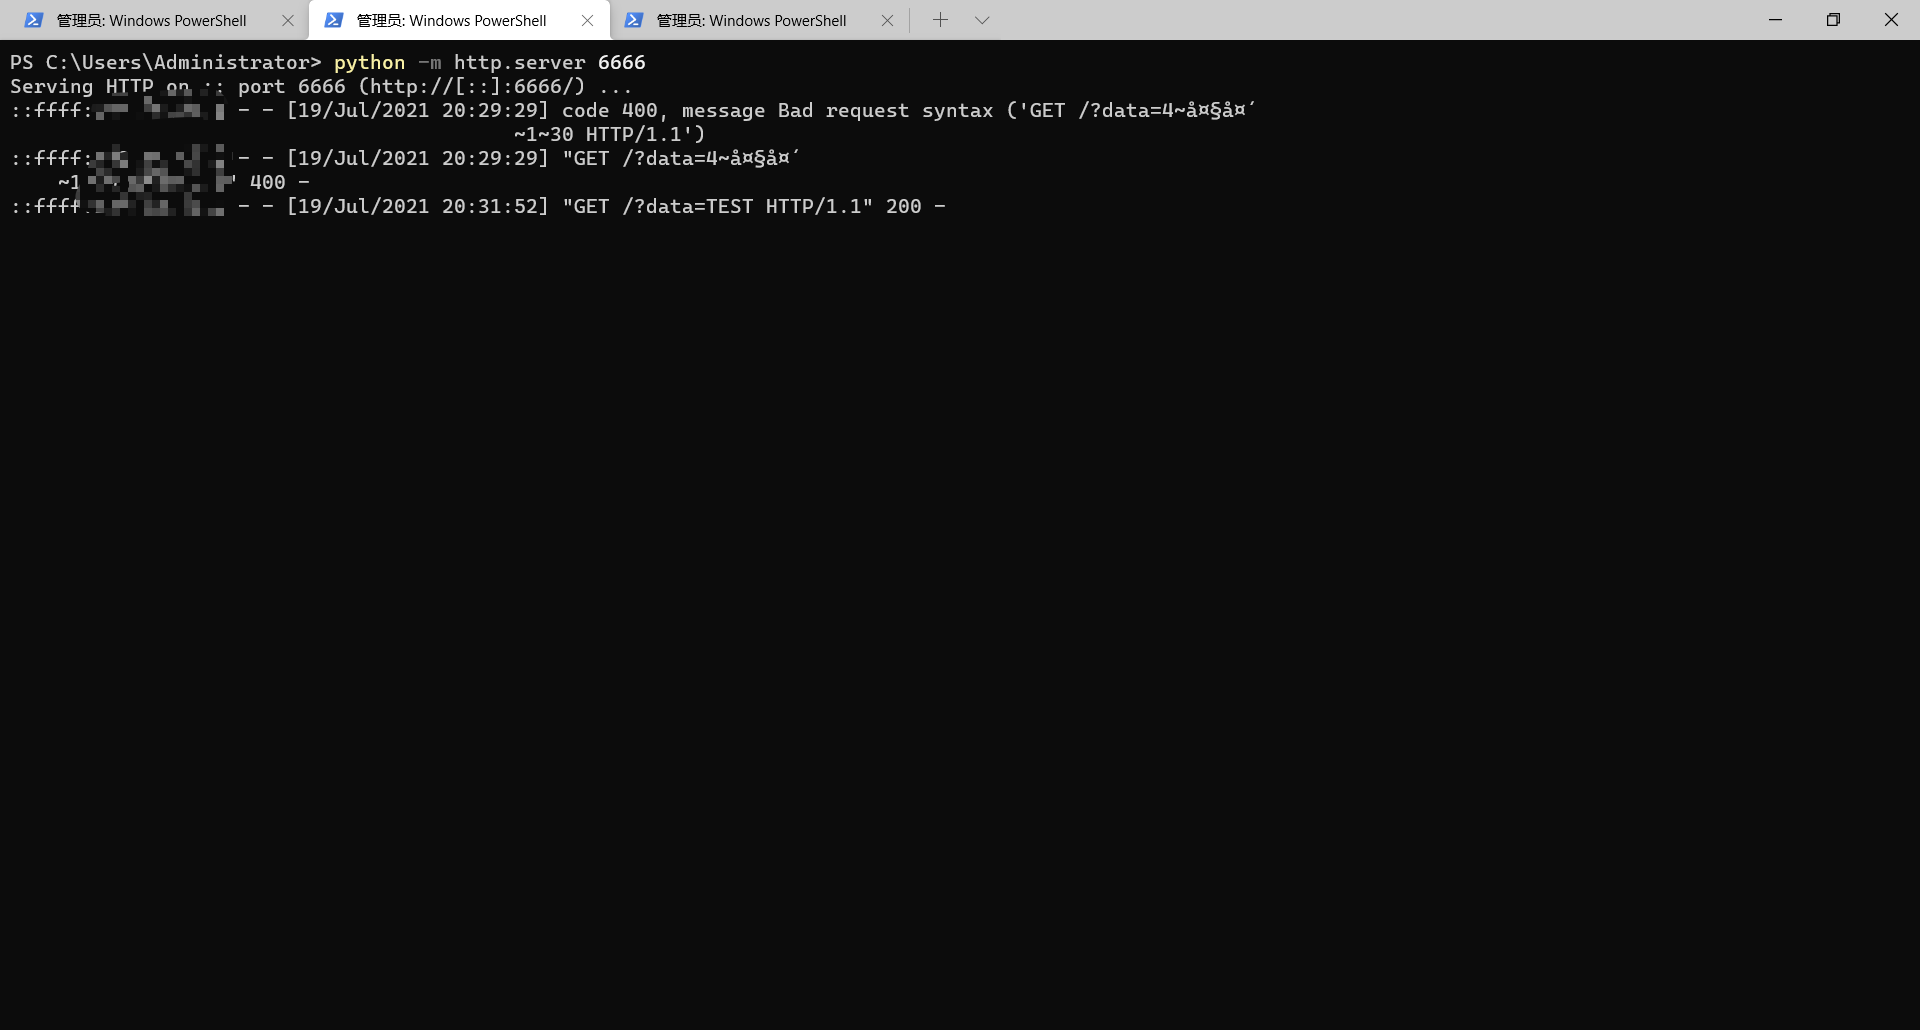 管理员: Windows PowerShell
管理员: Windows PowerShell
管理员: Windows PowerShell
PS C:\Users\Administrator> python -m http.server 6666
Serving HTTP on :: port 6666 (http://[::]:6666/) ...
::ffff: - - [19/Jul/2021 20:29:29] code 400, message Bad request syntax ('GET /?data=4~å¤§å¤´
~1~30 HTTP/1.1')
::ffff: - - [19/Jul/2021 20:29:29] "GET /?data=4~å¤§å¤´
~1 400 -
::ffff - - [19/Jul/2021 20:31:52] "GET /?data=TEST HTTP/1.1" 200 -